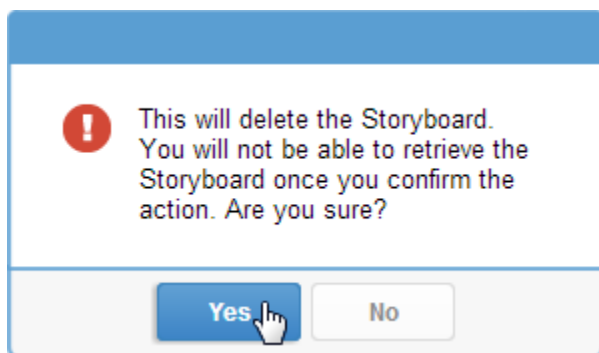 This will delete the Storyboard.
You will not be able to retrieve the
Storyboard once you confirm the
action. Are you sure?
Yes
No